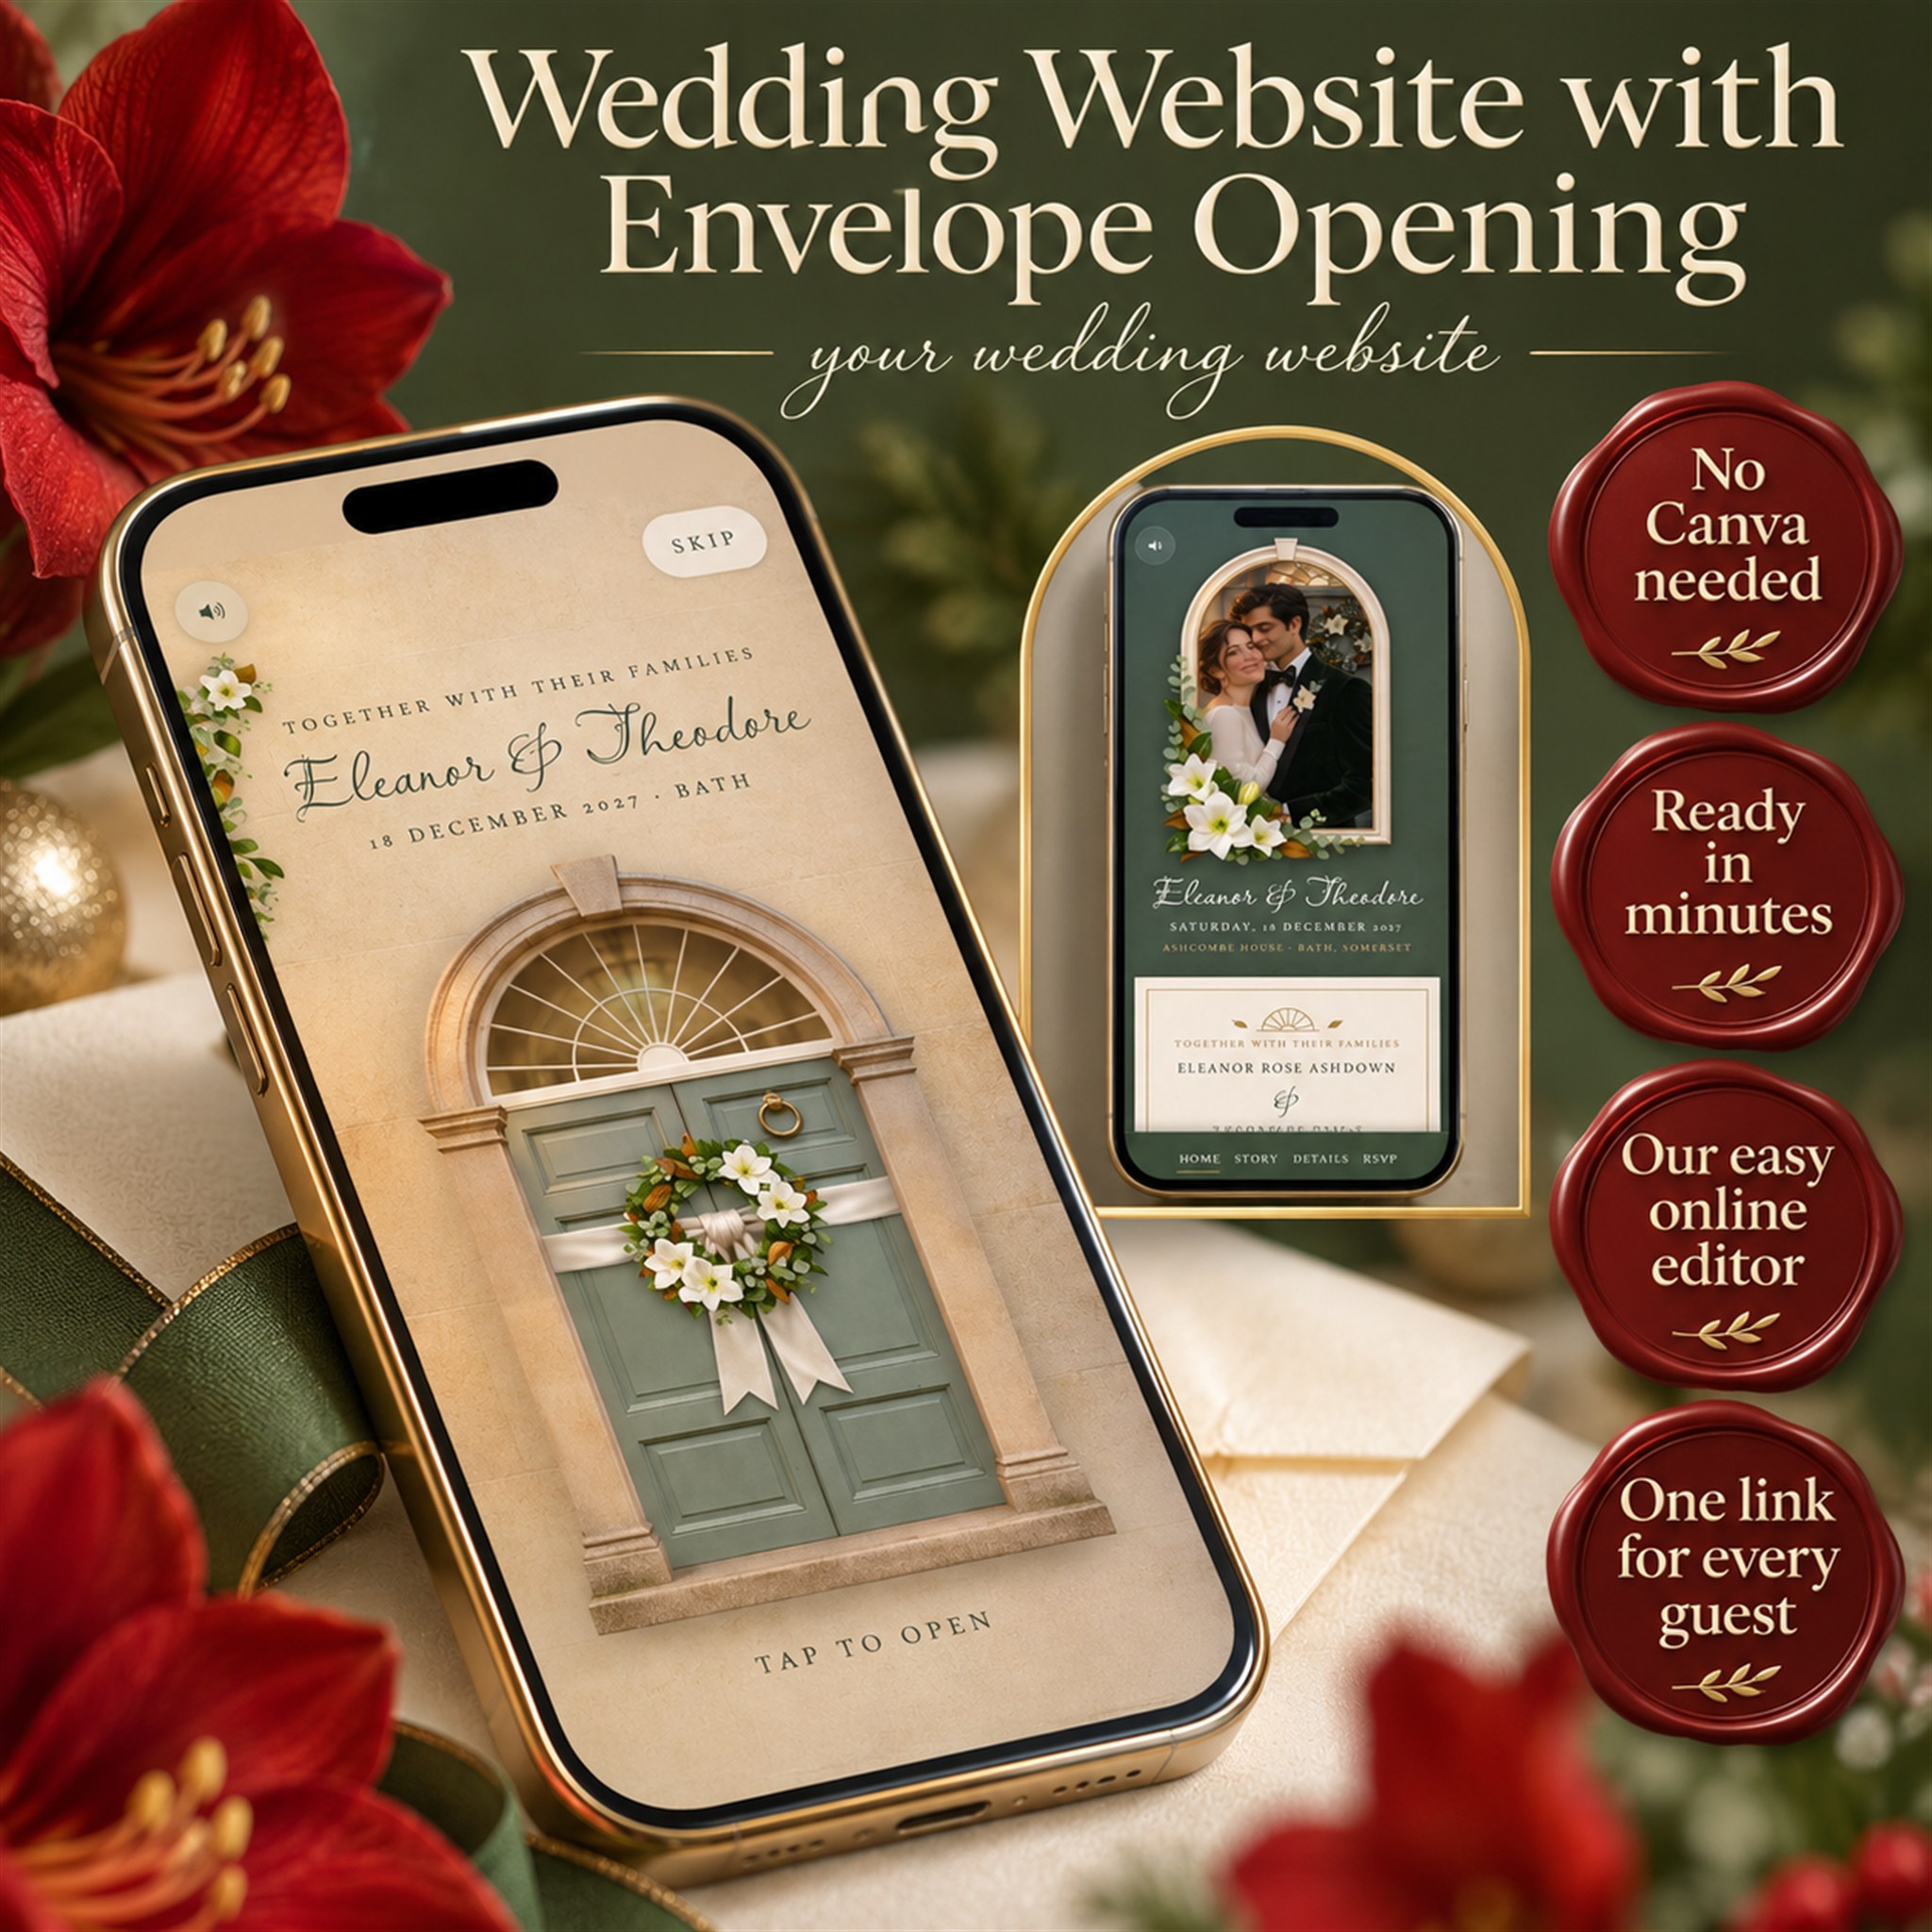 Wedding Website with
Envelope Opening
your wedding website
SKIP
TOGETHER WITH THEIR FAMILIES
Eleanor & Theodore
18 DECEMBER 2027 · BATH
TAP TO OPEN
Eleanor & Theodore
SATURDAY, 18 DECEMBER 2027
ASHCOMBE HOUSE · BATH, SOMERSET
TOGETHER WITH THEIR FAMILIES
ELEANOR ROSE ASHDOWN
&
HOME STORY DETAILS RSVP
No
Canva
needed
Ready
in
minutes
Our easy
online
editor
One link
for every
guest